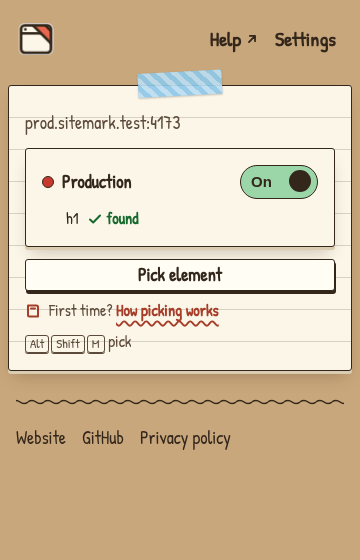 Help ↗ Settings
prod.sitemark.test:4173
Production On
h1 ✓ found
Pick element
First time? How picking works
Alt Shift M pick
Website GitHub Privacy policy